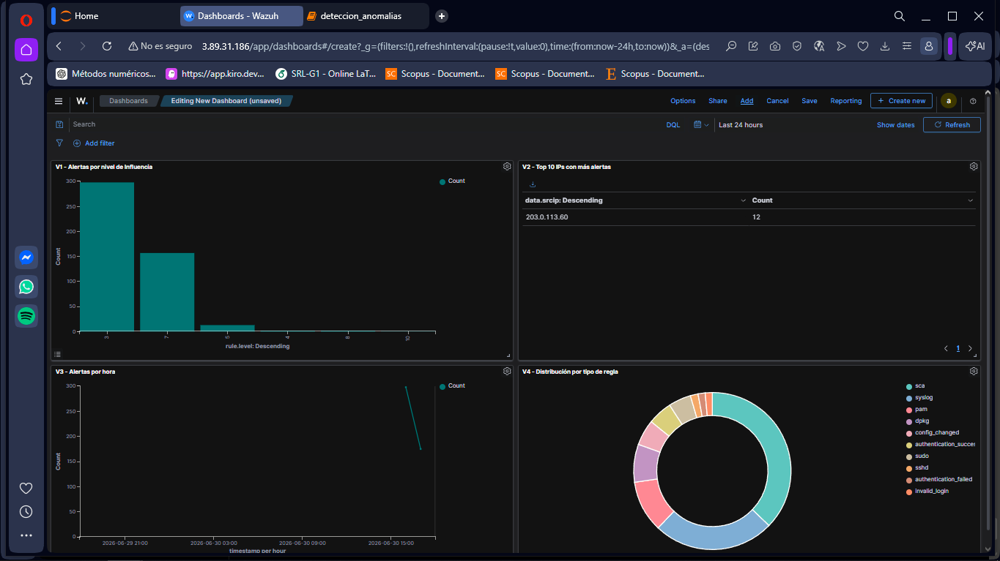 Home
Dashboards - Wazuh
deteccion_anomalias
No es seguro
3.89.31.186/app/dashboards#/create?_g=(filters:!(),refreshInterval:(pause:!t,value:0),time:(from:now-24h,to:now))&_a=(des
AI
Métodos numéricos...
https://app.kiro.dev...
SRL-G1 - Online LaT...
SC Scopus - Document...
SC Scopus - Document...
E Scopus - Document...
W.
Dashboards
Editing New Dashboard (unsaved)
Options
Share
Add
Cancel
Save
Reporting
Create new
a
Search
DQL
Last 24 hours
Show dates
Refresh
Add filter
V1 - Alertas por nivel de influencia
300
250
200
150
100
50
0
Count
3
7
5
4
8
10
rule.level: Descending
Count
V2 - Top 10 IPs con más alertas
data.srcip: Descending
Count
203.0.113.60
12
1
V3 - Alertas por hora
300
250
200
150
100
50
0
Count
2026-06-29 21:00
2026-06-30 03:00
2026-06-30 09:00
2026-06-30 15:00
timestamp per hour
Count
V4 - Distribución por tipo de regla
sca
syslog
pam
dpkg
config_changed
authentication_succes
sudo
sshd
authentication_failed
invalid_login